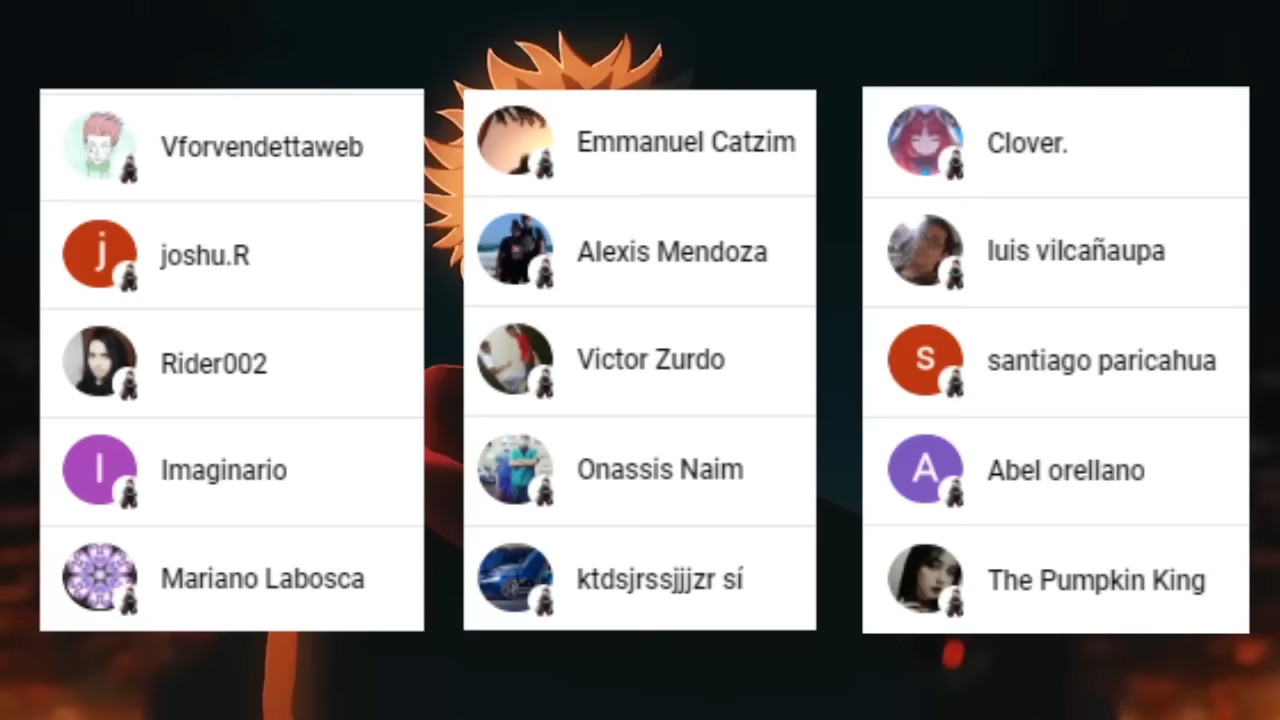 Vforvendettaweb
j
joshu.R
Rider002
I
Imaginario
Mariano Labosca
Emmanuel Catzim
Alexis Mendoza
Victor Zurdo
Onassis Naim
ktdsjrssjjjzr sí
Clover.
luis vilcañaupa
s
santiago paricahua
A
Abel orellano
The Pumpkin King